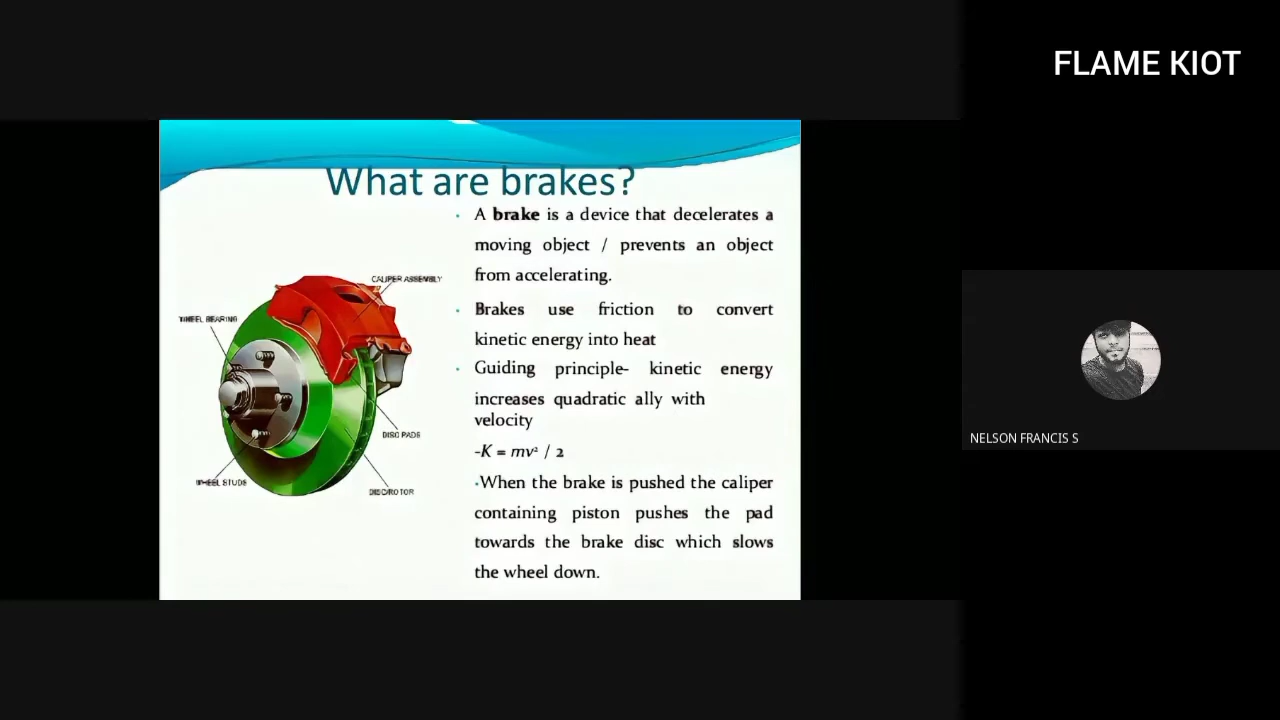 FLAME KIOT
What are brakes?
• A brake is a device that decelerates a
moving object / prevents an object
from accelerating.
• Brakes use friction to convert
kinetic energy into heat
• Guiding principle- kinetic energy
increases quadratic ally with
velocity
-K = mv² / 2
•When the brake is pushed the caliper
containing piston pushes the pad
towards the brake disc which slows
the wheel down.
CALIPER ASSEMBLY
WHEEL BEARING
DISC PADS
WHEEL STUDS
DISC/ROTOR
NELSON FRANCIS S